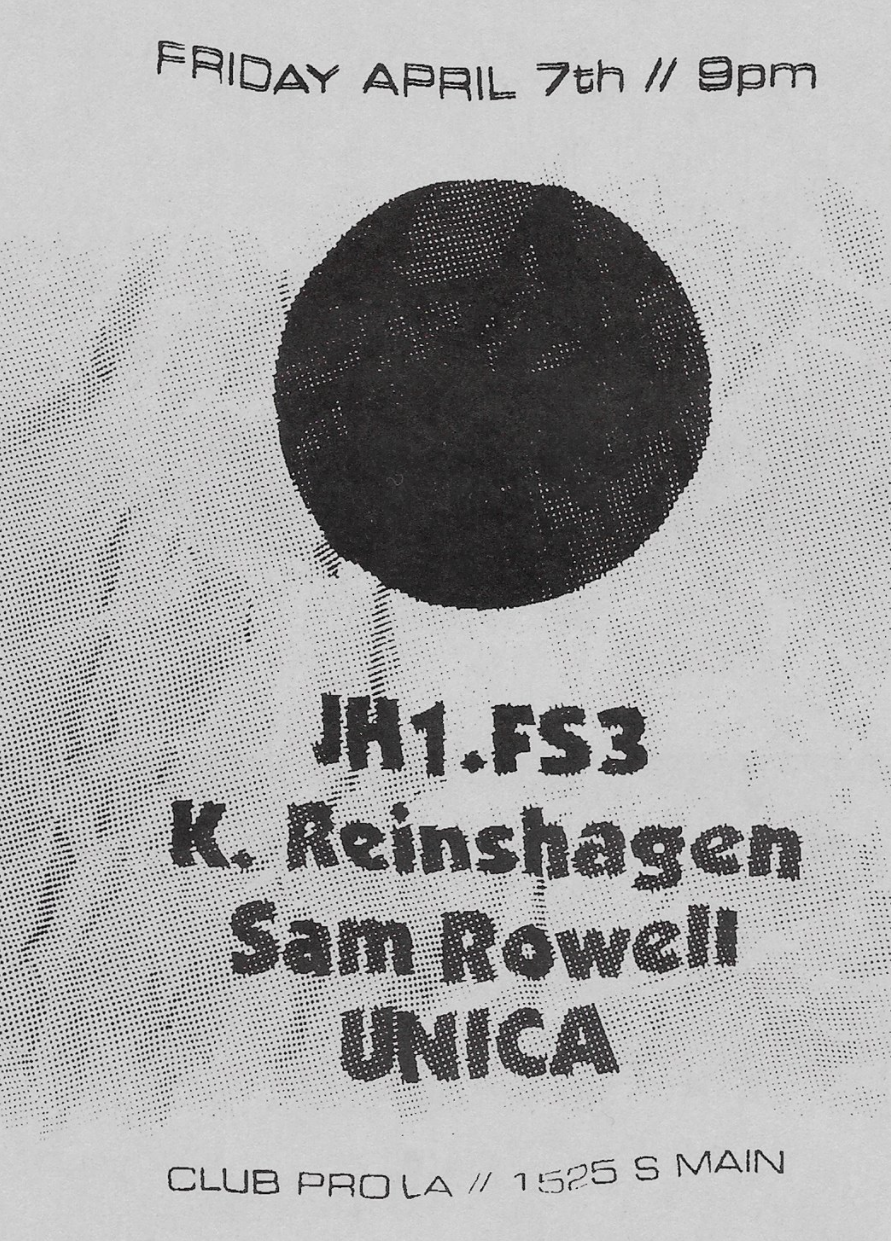 FRIDAY APRIL 7th // 9pm
JH1.FS3
K. Reinshagen
Sam Rowell
UNICA
CLUB PRO LA // 1525 S MAIN